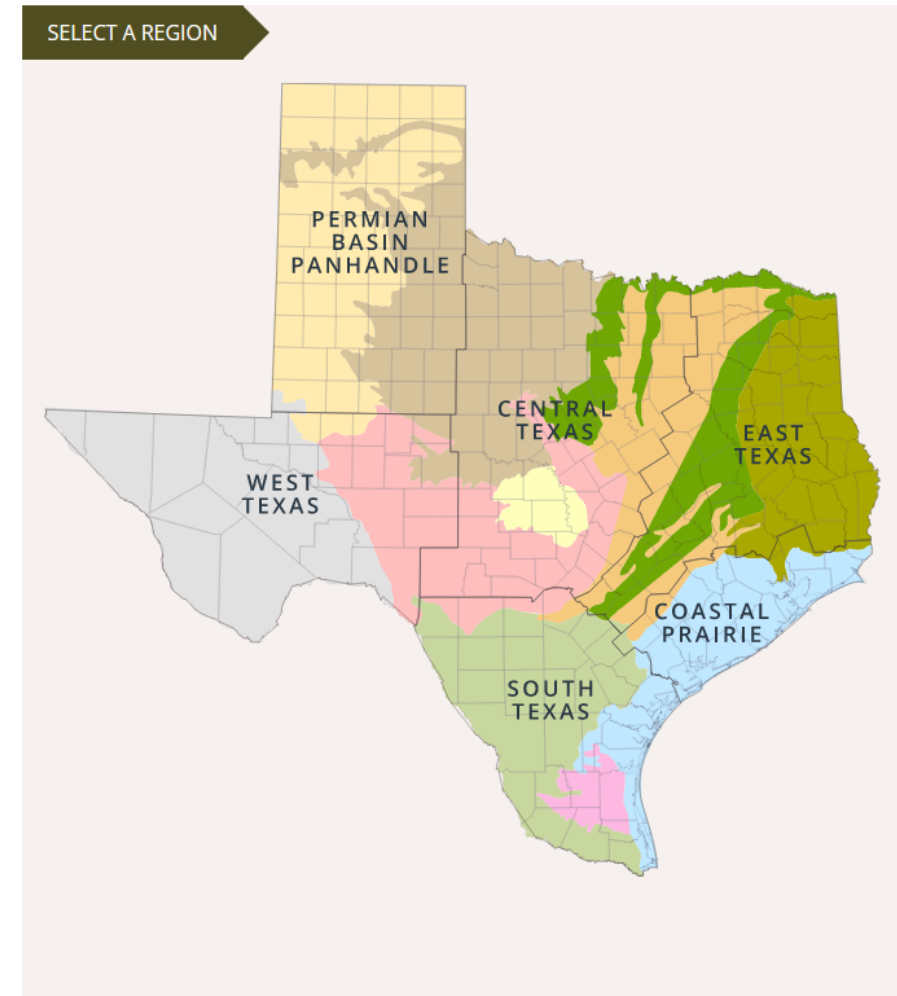 SELECT A REGION
PERMIAN
BASIN
PANHANDLE
CENTRAL
TEXAS
EAST
TEXAS
WEST
TEXAS
COASTAL
PRAIRIE
SOUTH
TEXAS